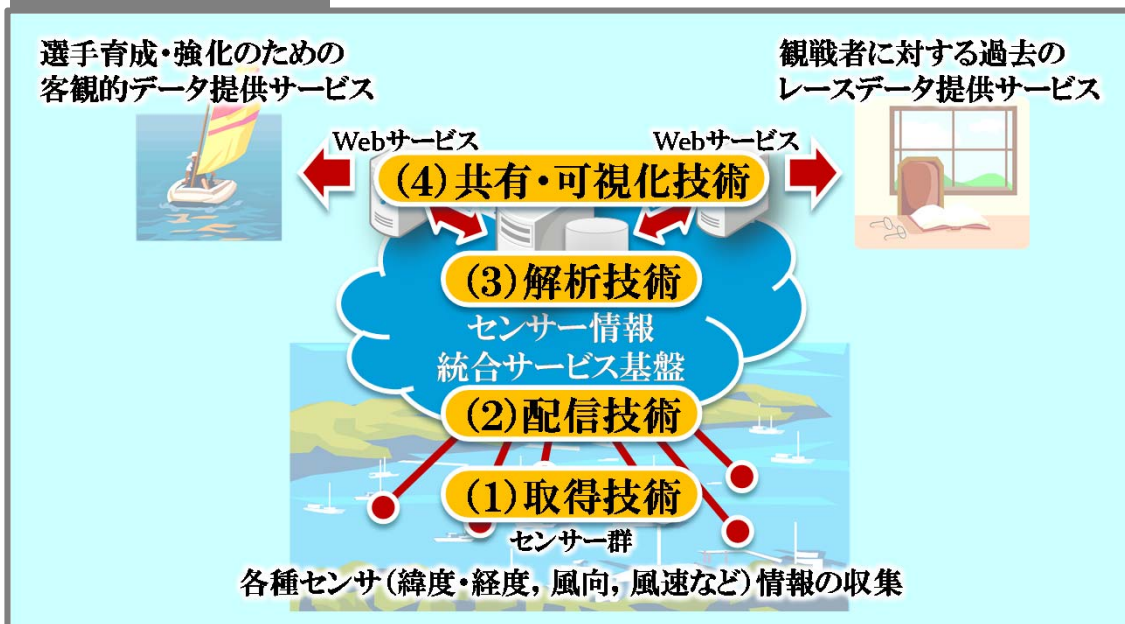 選手育成・強化のための
客観的データ提供サービス
観戦者に対する過去の
レースデータ提供サービス
Webサービス
Webサービス
(4)共有・可視化技術
(3)解析技術
センサー情報
統合サービス基盤
(2)配信技術
(1)取得技術
センサー群
各種センサ(緯度・経度, 風向, 風速など)情報の収集